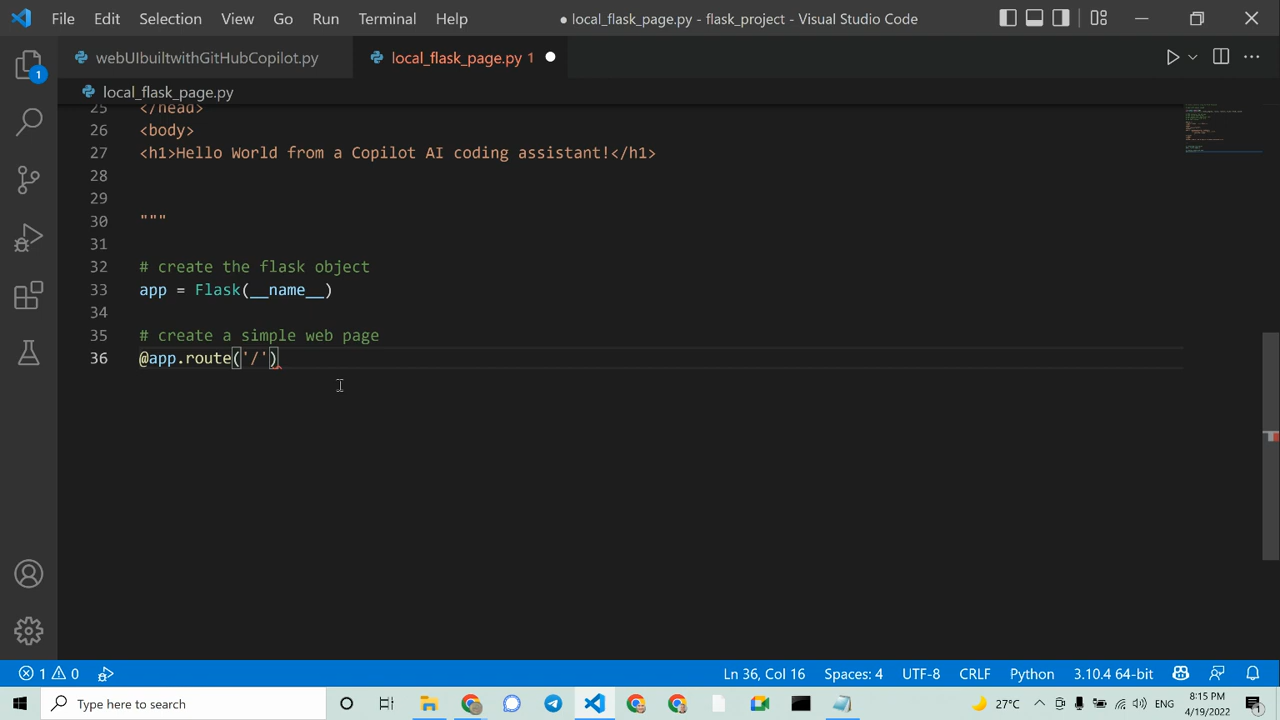 File Edit Selection View Go Run Terminal Help ● local_flask_page.py - flask_project - Visual Studio Code
webUIbuiltwithGitHubCopilot.py local_flask_page.py 1
1
local_flask_page.py
25 </head>
26 <body>
27 <h1>Hello World from a Copilot AI coding assistant!</h1>
28
29
30 """
31
32 # create the flask object
33 app = Flask(__name__)
34
35 # create a simple web page
36 @app.route('/')
1 0 Ln 36, Col 16 Spaces: 4 UTF-8 CRLF Python 3.10.4 64-bit
Type here to search 27°C ENG 8:15 PM
4/19/2022 1